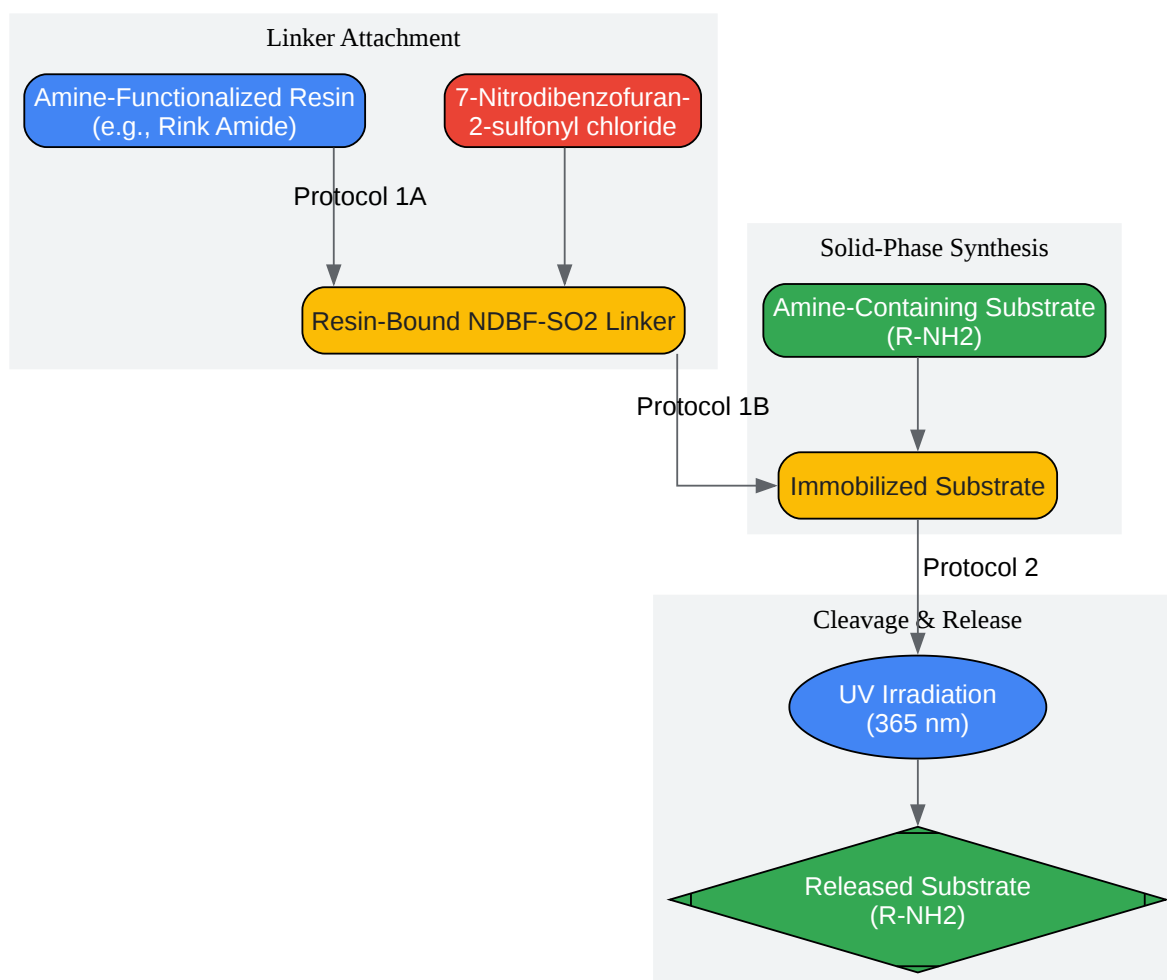 Linker Attachment
Amine-Functionalized Resin
(e.g., Rink Amide)
7-Nitrodibenzofuran-
2-sulfonyl chloride
Protocol 1A
Resin-Bound NDBF-SO2 Linker
Solid-Phase Synthesis
Amine-Containing Substrate
(R-NH2)
Protocol 1B
Immobilized Substrate
Protocol 2
Cleavage & Release
UV Irradiation
(365 nm)
Released Substrate
(R-NH2)